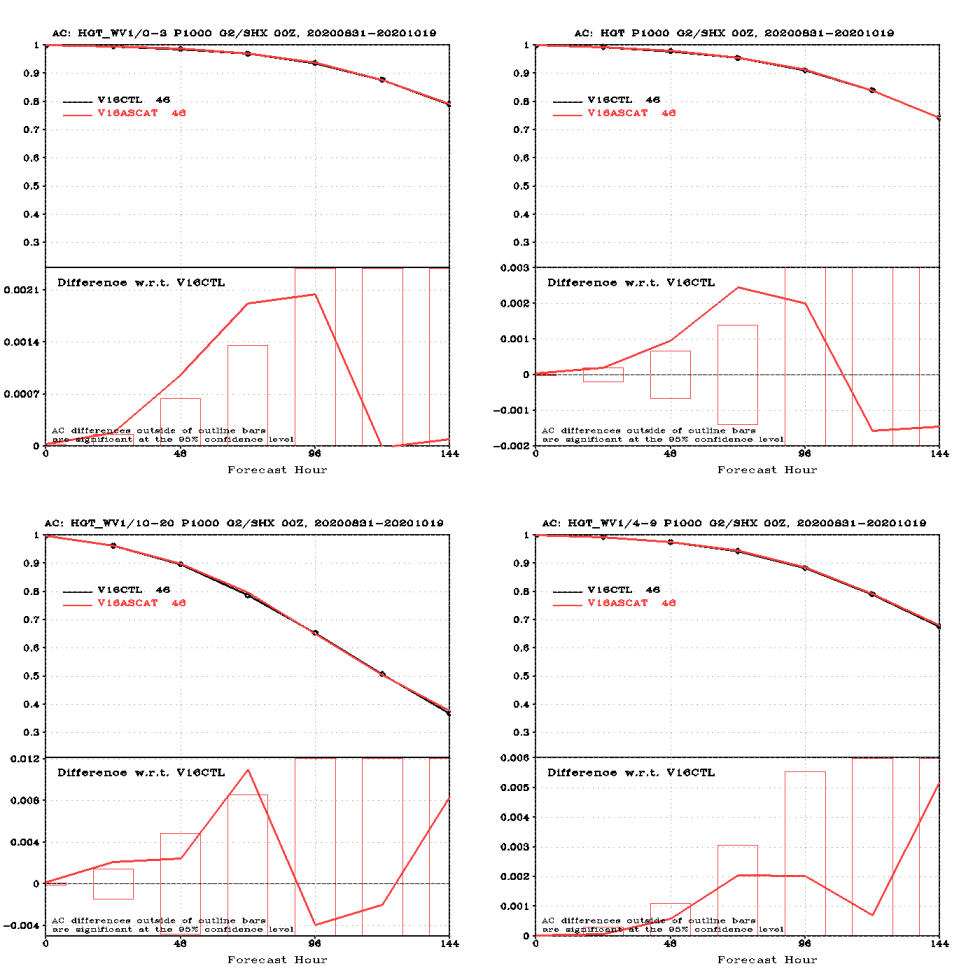 AC: HGT_WV1/0-3 P1000 G2/SHX 00Z, 20200831-20201019
1
0.9
0.8
0.7
0.6
0.5
0.4
0.3
V16CTL 46
V16ASCAT 46
Difference w.r.t. V16CTL
0.0021
0.0014
0.0007
0
AC differences outside of outline bars
are significant at the 95% confidence level
0 48 96 144
Forecast Hour
AC: HGT P1000 G2/SHX 00Z, 20200831-20201019
1
0.9
0.8
0.7
0.6
0.5
0.4
0.3
V16CTL 46
V16ASCAT 46
Difference w.r.t. V16CTL
0.003
0.002
0.001
0
-0.001
-0.002
AC differences outside of outline bars
are significant at the 95% confidence level
0 48 96 144
Forecast Hour
AC: HGT_WV1/10-20 P1000 G2/SHX 00Z, 20200831-20201019
1
0.9
0.8
0.7
0.6
0.5
0.4
0.3
V16CTL 46
V16ASCAT 46
Difference w.r.t. V16CTL
0.012
0.008
0.004
0
-0.004
AC differences outside of outline bars
are significant at the 95% confidence level
0 48 96 144
Forecast Hour
AC: HGT_WV1/4-9 P1000 G2/SHX 00Z, 20200831-20201019
1
0.9
0.8
0.7
0.6
0.5
0.4
0.3
V16CTL 46
V16ASCAT 46
Difference w.r.t. V16CTL
0.006
0.005
0.004
0.003
0.002
0.001
0
AC differences outside of outline bars
are significant at the 95% confidence level
0 48 96 144
Forecast Hour